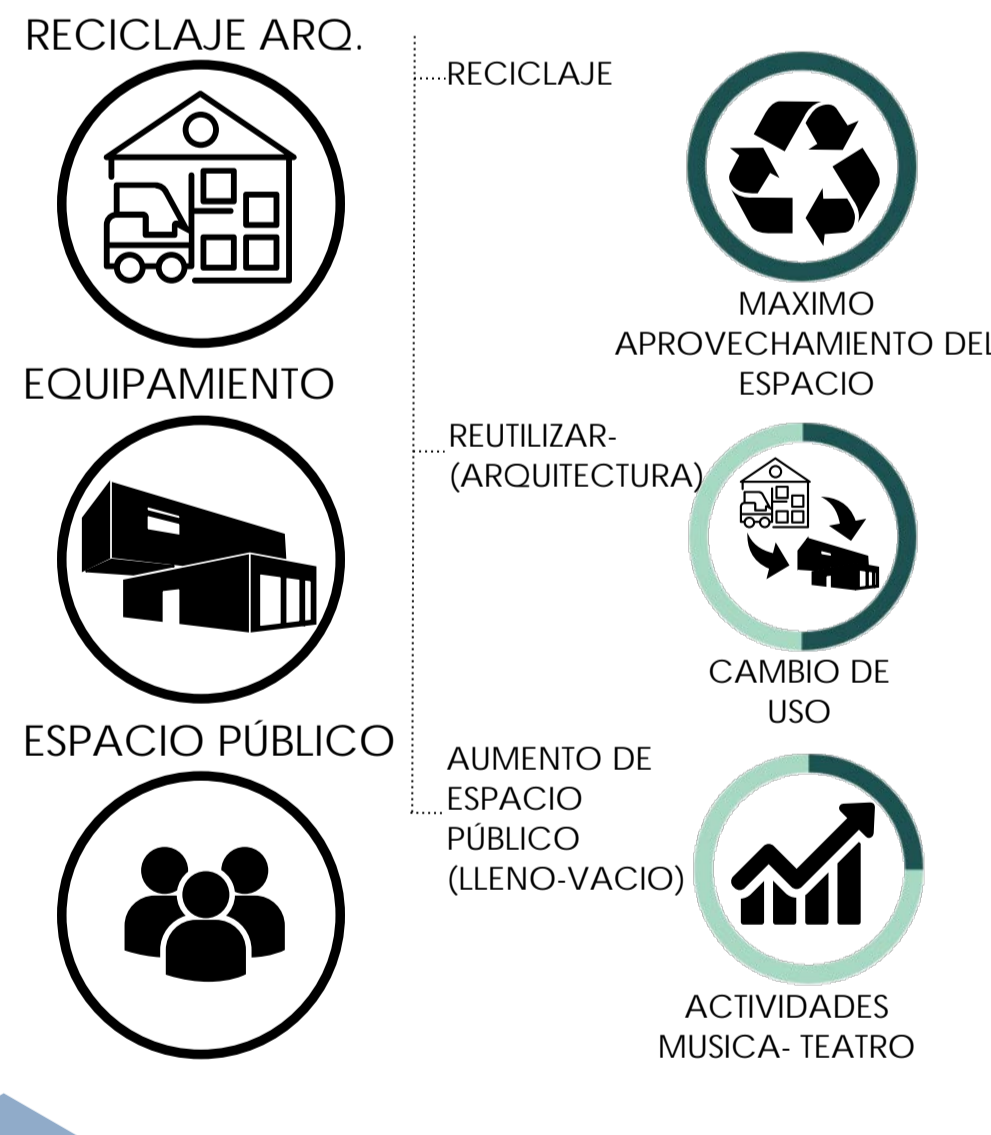 RECICLAJE ARQ.
EQUIPAMIENTO
ESPACIO PÚBLICO
RECICLAJE
MAXIMO
APROVECHAMIENTO DEL
ESPACIO
REUTILIZAR-
(ARQUITECTURA)
CAMBIO DE
USO
AUMENTO DE
ESPACIO
PÚBLICO
(LLENO-VACIO)
ACTIVIDADES
MUSICA- TEATRO